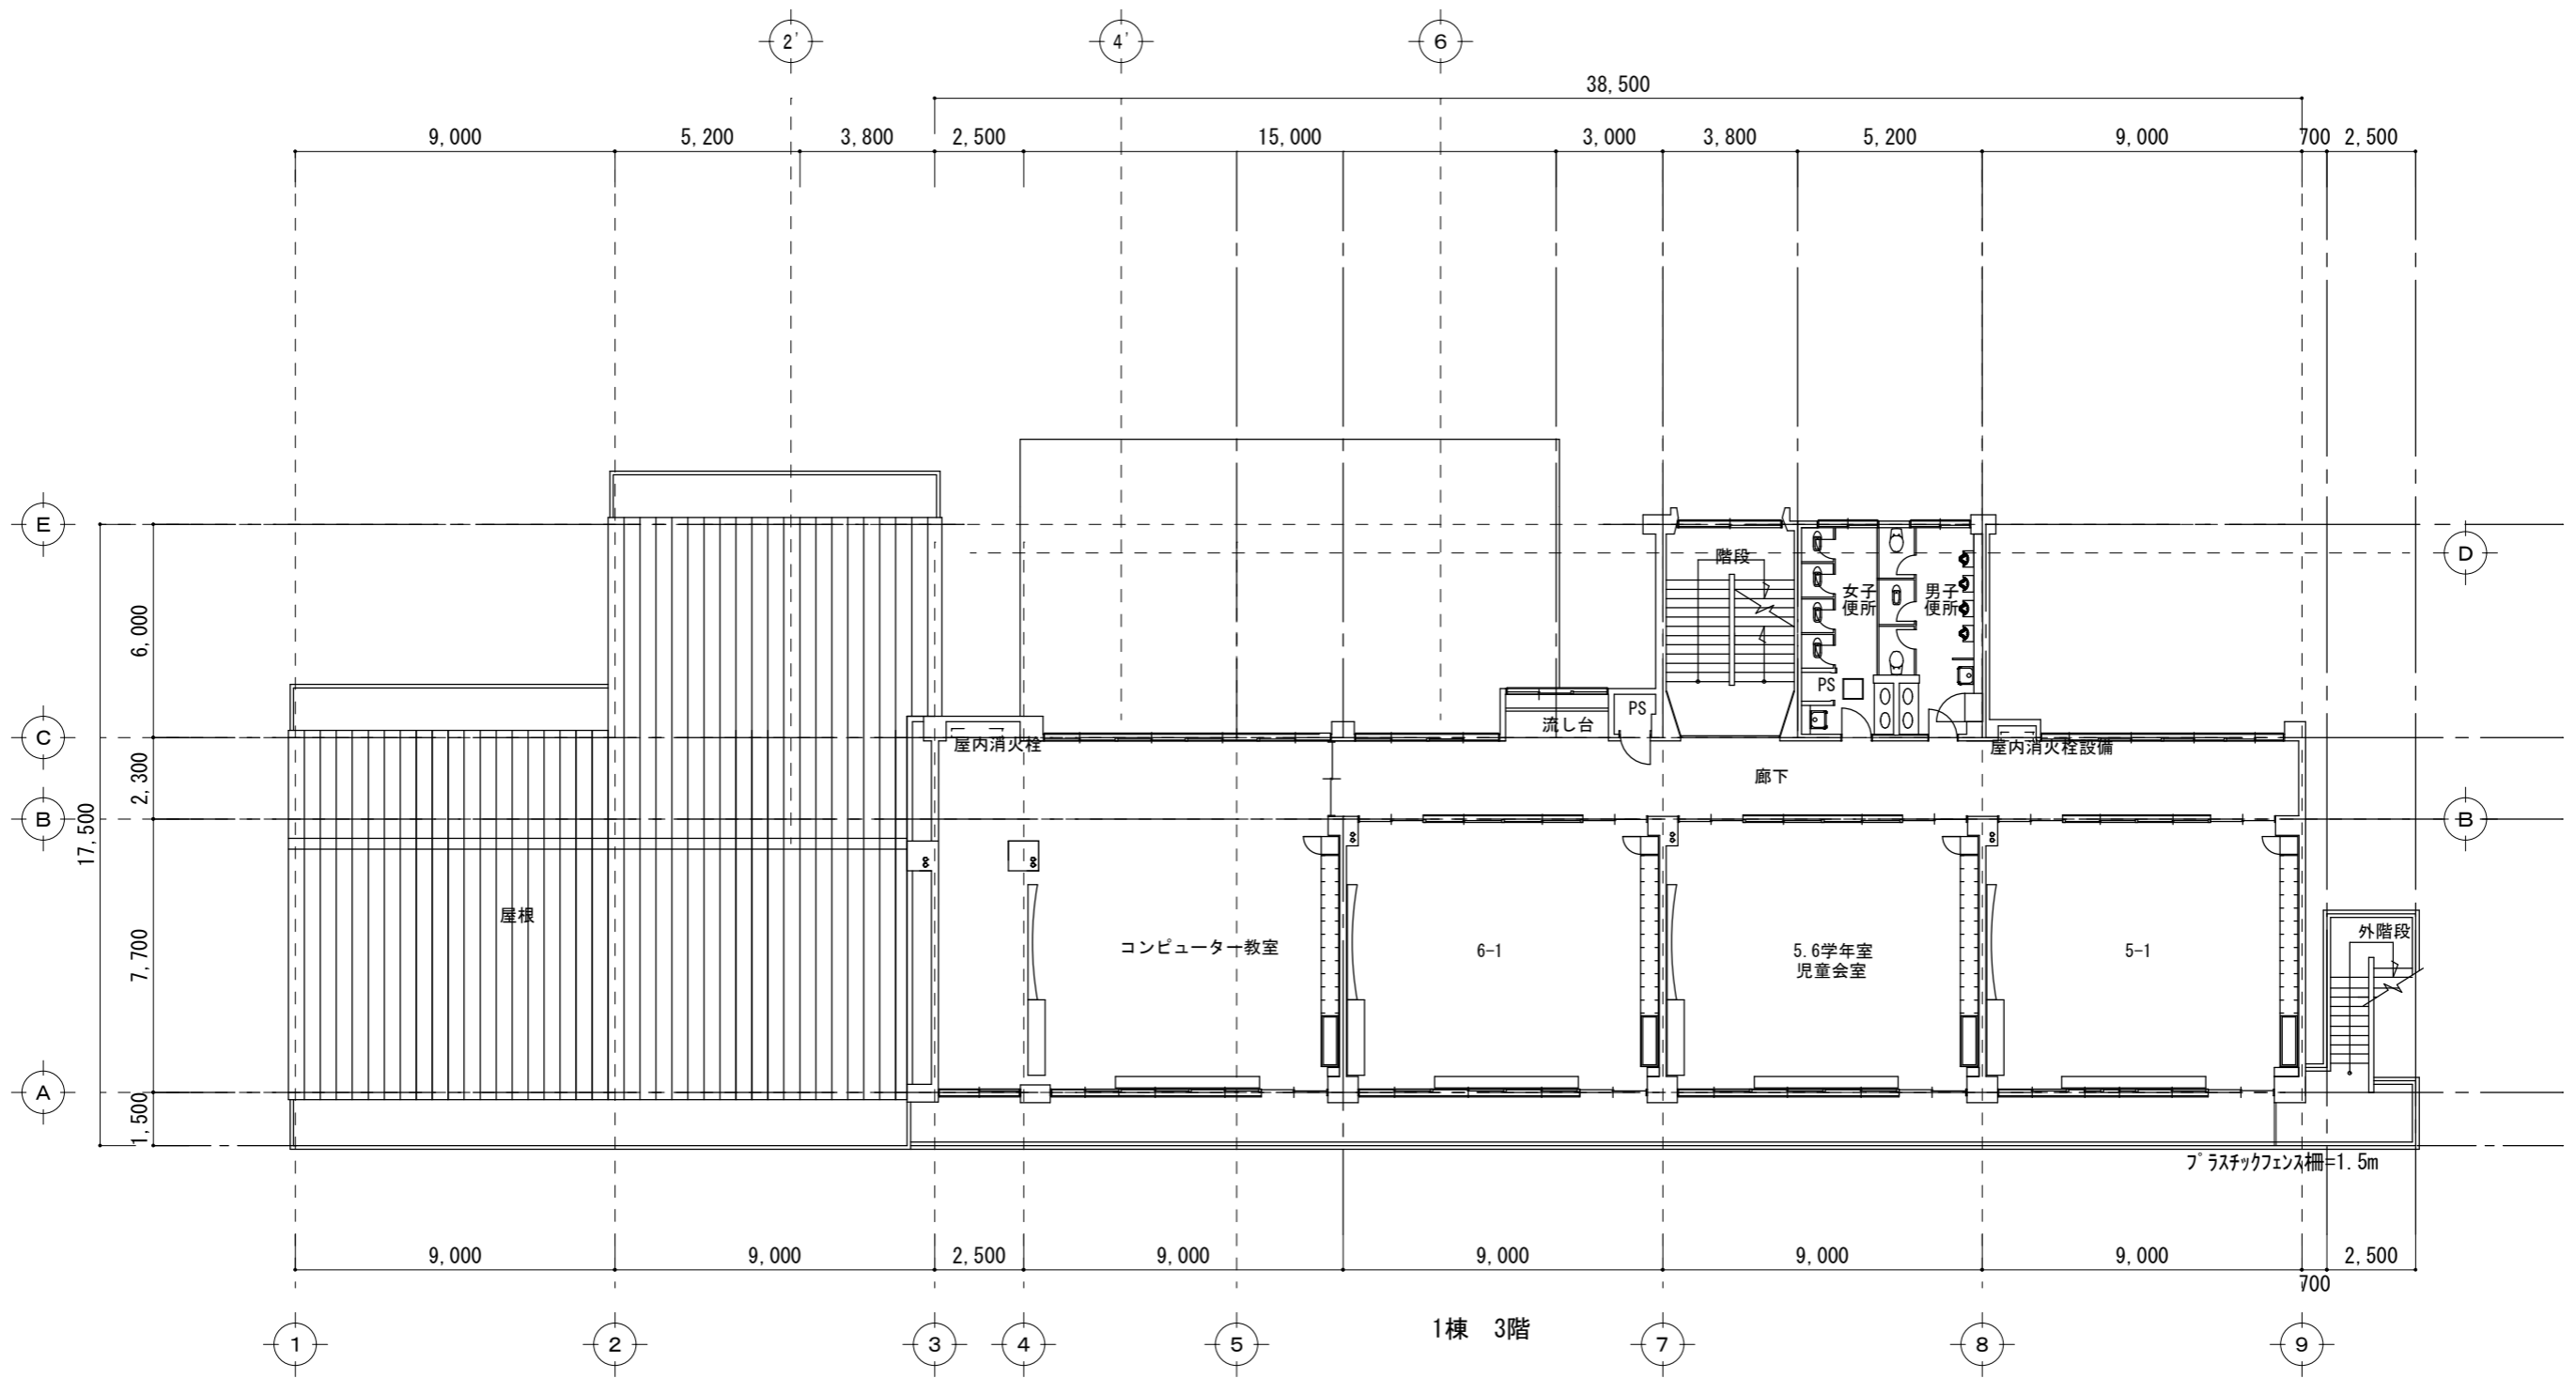 2' 4' 6
38,500
9,000 5,200 3,800 2,500 15,000 3,000 3,800 5,200 9,000 700 2,500
E
D
階段
女子
便所
男子
便所
6,000
PS
PS
流し台
C
屋内消火栓
屋内消火栓設備
廊下
2,300
17,500
B
B
屋根
コンピューター教室
6-1
5.6学年室
児童会室
5-1
外階段
7,700
A
1,500
プラスチックフェンス柵=1.5m
9,000 9,000 2,500 9,000 9,000 9,000 9,000 2,500
700
1棟 3階
1 2 3 4 5 7 8 9